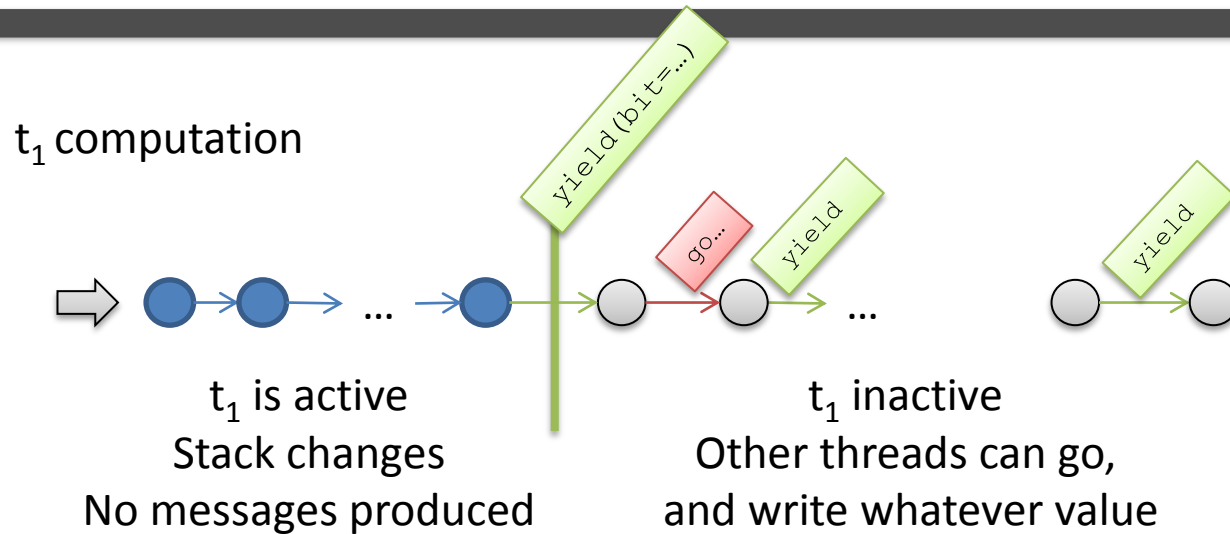 yield(bit=…)
t₁ computation
go…
yield
yield
…
…
t₁ is active
Stack changes
No messages produced
t₁ inactive
Other threads can go,
and write whatever value